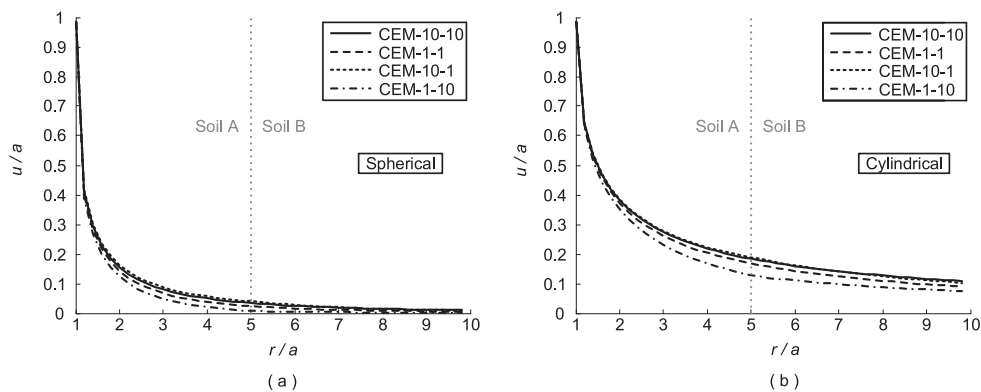 1
0.9
0.8
0.7
0.6
0.5
0.4
0.3
0.2
0.1
0
u / a
CEM-10-10
CEM-1-1
CEM-10-1
CEM-1-10
Soil A
Soil B
Spherical
1 2 3 4 5 6 7 8 9 10
r / a
( a )
1
0.9
0.8
0.7
0.6
0.5
0.4
0.3
0.2
0.1
0
u / a
CEM-10-10
CEM-1-1
CEM-10-1
CEM-1-10
Soil A
Soil B
Cylindrical
1 2 3 4 5 6 7 8 9 10
r / a
( b )